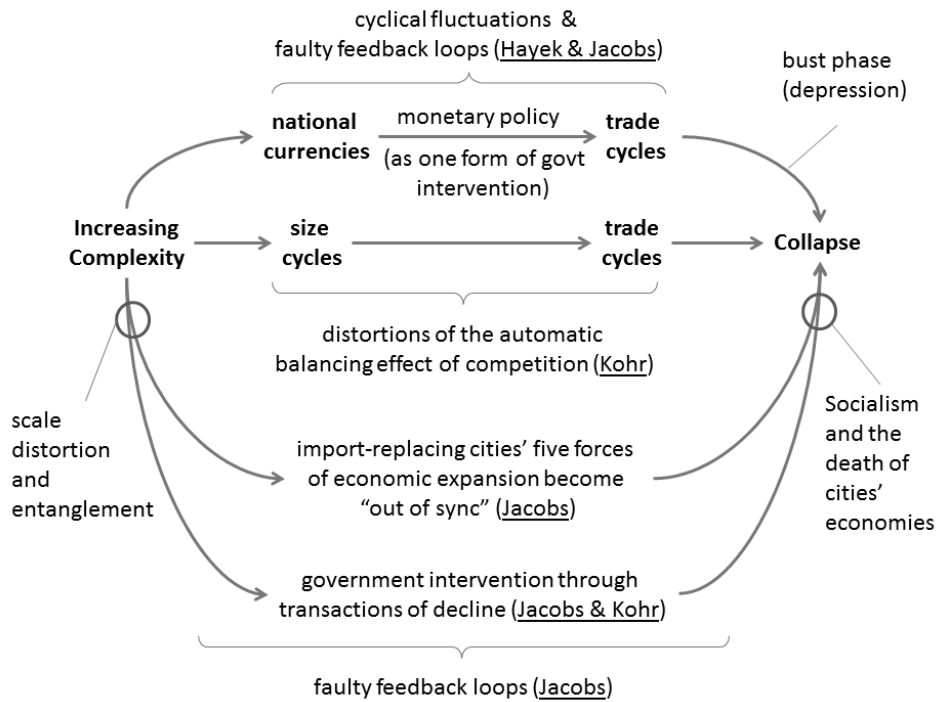 cyclical fluctuations &
faulty feedback loops (Hayek & Jacobs)
bust phase
(depression)
national
currencies
monetary policy
(as one form of govt
intervention)
trade
cycles
Increasing
Complexity
size
cycles
trade
cycles
Collapse
distortions of the automatic
balancing effect of competition (Kohr)
scale
distortion
and
entanglement
Socialism
and the
death of
cities’
economies
import-replacing cities’ five forces
of economic expansion become
“out of sync” (Jacobs)
government intervention through
transactions of decline (Jacobs & Kohr)
faulty feedback loops (Jacobs)